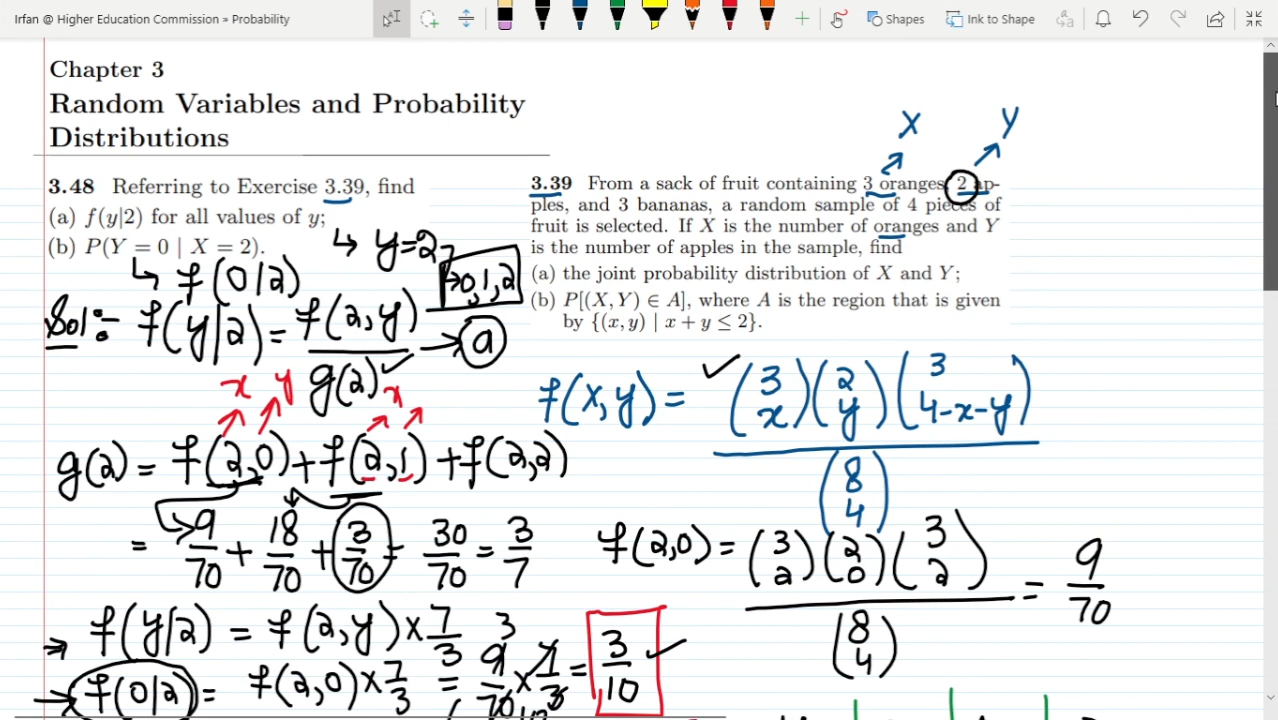 Irfan @ Higher Education Commission » Probability
Shapes
Ink to Shape
Chapter 3
Random Variables and Probability
Distributions
3.48 Referring to Exercise 3.39, find
(a) f(y|2) for all values of y;
(b) P(Y = 0 | X = 2).
↳ y=2,
↳ f(0|2)
→0,1,2
Sol:- f(y|2) = f(2,y) / g(2) → a
x y x
g(2) = f(2,0)+f(2,1)+f(2,2)
= 9/70 + 18/70 + 3/70 = 30/70 = 3/7
→ f(y|2) = f(2,y) × 7/3
→ f(0|2) = f(2,0) × 7/3 = 9/70 × 7/3 = 3/10
X Y
3.39 From a sack of fruit containing 3 oranges, 2 ap-
ples, and 3 bananas, a random sample of 4 pieces of
fruit is selected. If X is the number of oranges and Y
is the number of apples in the sample, find
(a) the joint probability distribution of X and Y;
(b) P[(X, Y) ∈ A], where A is the region that is given
by {(x, y) | x + y ≤ 2}.
f(x,y) = (3 x)(2 y)(3 4-x-y) / (8 4)
f(2,0) = (3 2)(2 0)(3 2) / (8 4) = 9/70